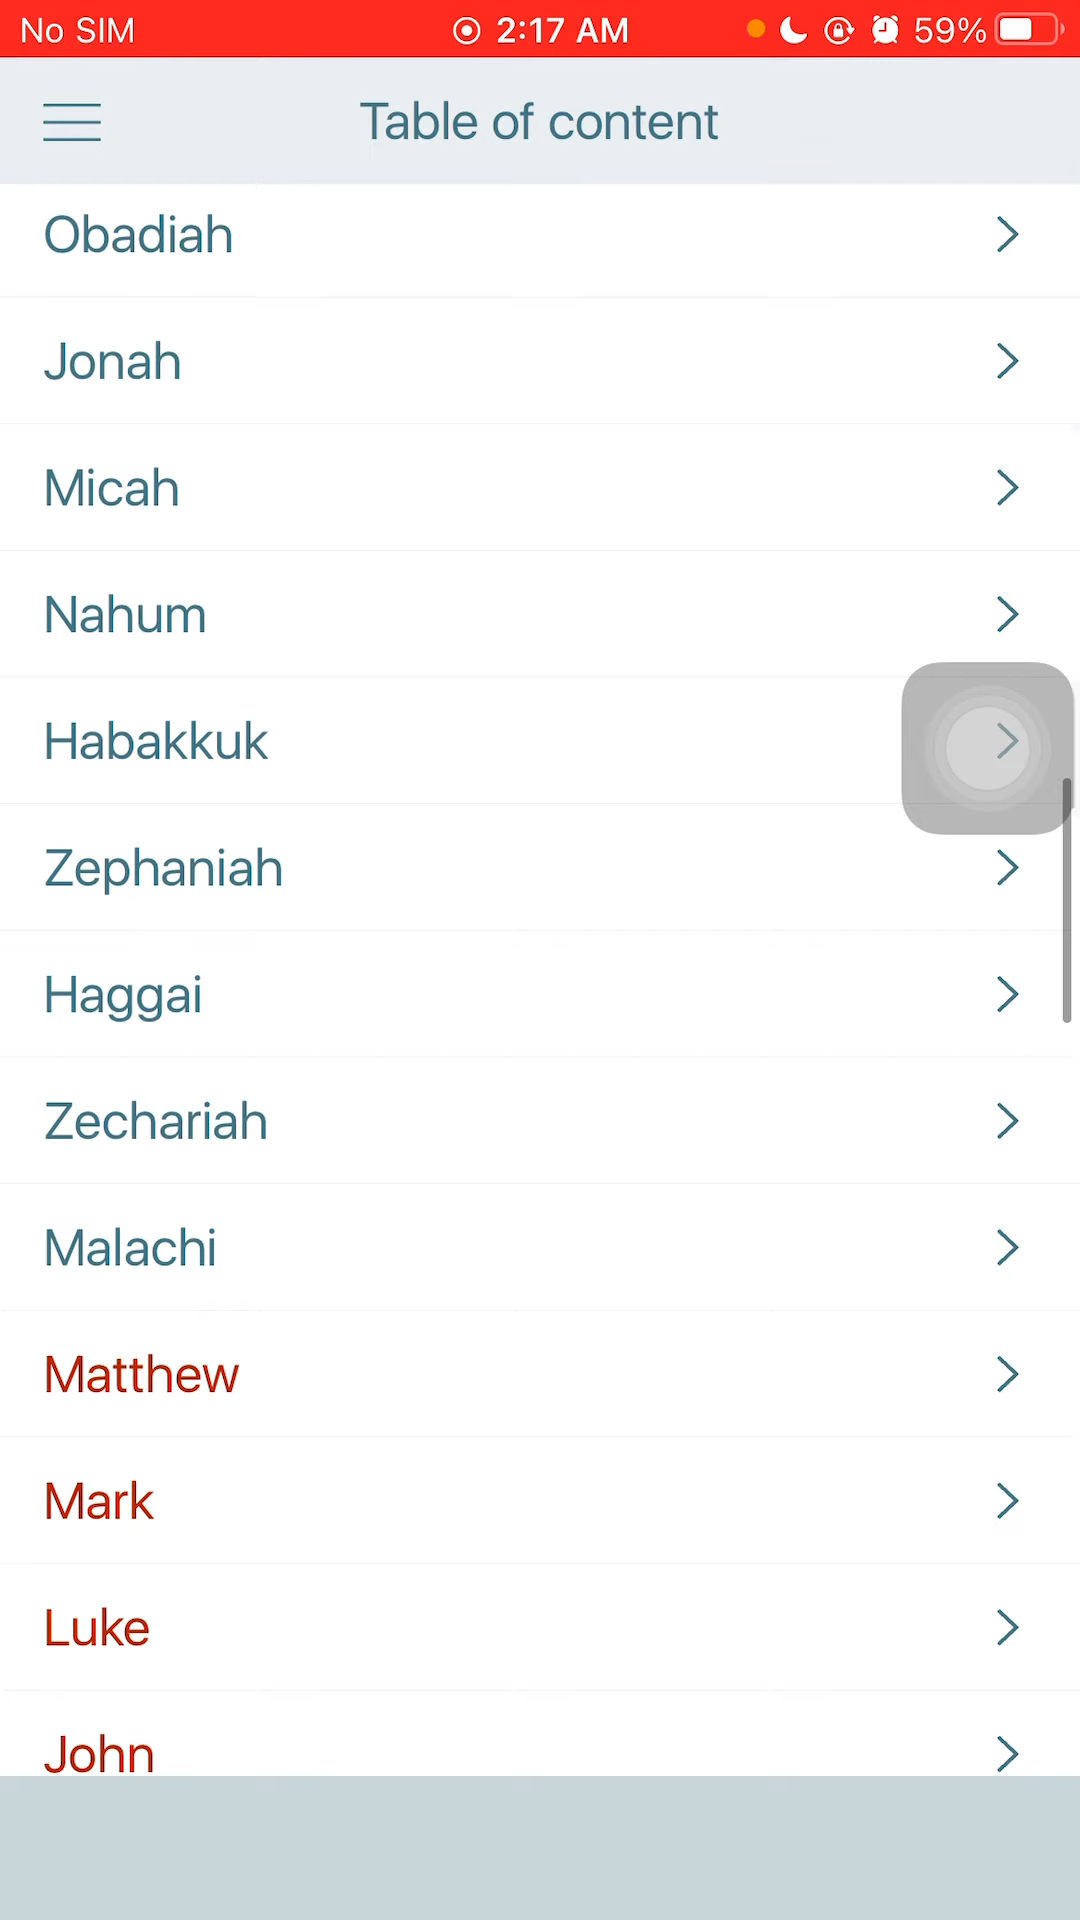 No SIM 2:17 AM 59%
Table of content
Obadiah
Jonah
Micah
Nahum
Habakkuk
Zephaniah
Haggai
Zechariah
Malachi
Matthew
Mark
Luke
John